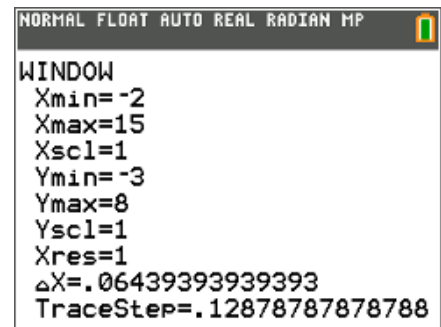 NORMAL FLOAT AUTO REAL RADIAN MP
WINDOW
Xmin=-2
Xmax=15
Xscl=1
Ymin=-3
Ymax=8
Yscl=1
Xres=1
△X=.06439393939393
TraceStep=.12878787878788